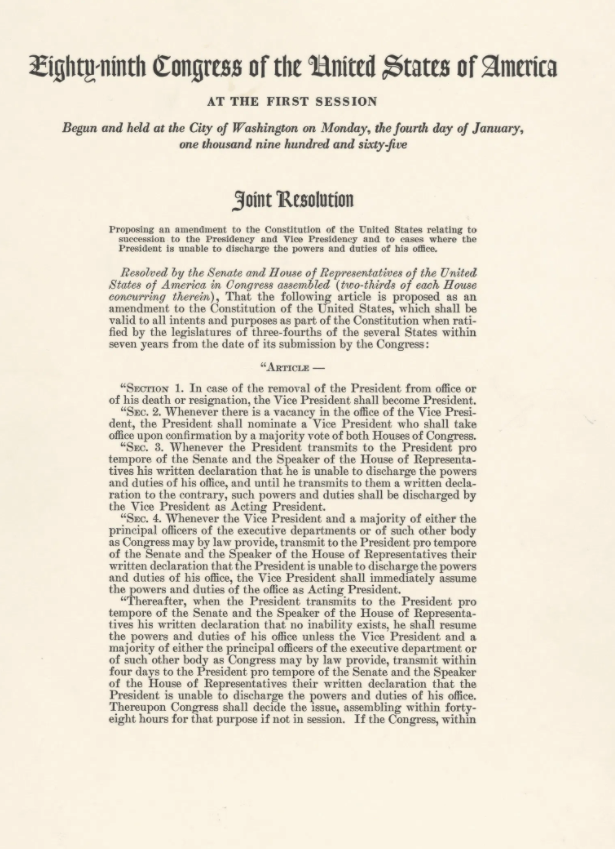 Eighty-ninth Congress of the United States of America
AT THE FIRST SESSION
Begun and held at the City of Washington on Monday, the fourth day of January,
one thousand nine hundred and sixty-five
Joint Resolution
Proposing an amendment to the Constitution of the United States relating to
succession to the Presidency and Vice Presidency and to cases where the
President is unable to discharge the powers and duties of his office.
Resolved by the Senate and House of Representatives of the United
States of America in Congress assembled (two-thirds of each House
concurring therein), That the following article is proposed as an
amendment to the Constitution of the United States, which shall be
valid to all intents and purposes as part of the Constitution when rati-
fied by the legislatures of three-fourths of the several States within
seven years from the date of its submission by the Congress:
"ARTICLE —
"SECTION 1. In case of the removal of the President from office or
of his death or resignation, the Vice President shall become President.
"SEC. 2. Whenever there is a vacancy in the office of the Vice Presi-
dent, the President shall nominate a Vice President who shall take
office upon confirmation by a majority vote of both Houses of Congress.
"SEC. 3. Whenever the President transmits to the President pro
tempore of the Senate and the Speaker of the House of Representa-
tives his written declaration that he is unable to discharge the powers
and duties of his office, and until he transmits to them a written decla-
ration to the contrary, such powers and duties shall be discharged by
the Vice President as Acting President.
"SEC. 4. Whenever the Vice President and a majority of either the
principal officers of the executive departments or of such other body
as Congress may by law provide, transmit to the President pro tempore
of the Senate and the Speaker of the House of Representatives their
written declaration that the President is unable to discharge the powers
and duties of his office, the Vice President shall immediately assume
the powers and duties of the office as Acting President.
"Thereafter, when the President transmits to the President pro
tempore of the Senate and the Speaker of the House of Representa-
tives his written declaration that no inability exists, he shall resume
the powers and duties of his office unless the Vice President and a
majority of either the principal officers of the executive department or
of such other body as Congress may by law provide, transmit within
four days to the President pro tempore of the Senate and the Speaker
of the House of Representatives their written declaration that the
President is unable to discharge the powers and duties of his office.
Thereupon Congress shall decide the issue, assembling within forty-
eight hours for that purpose if not in session. If the Congress, within